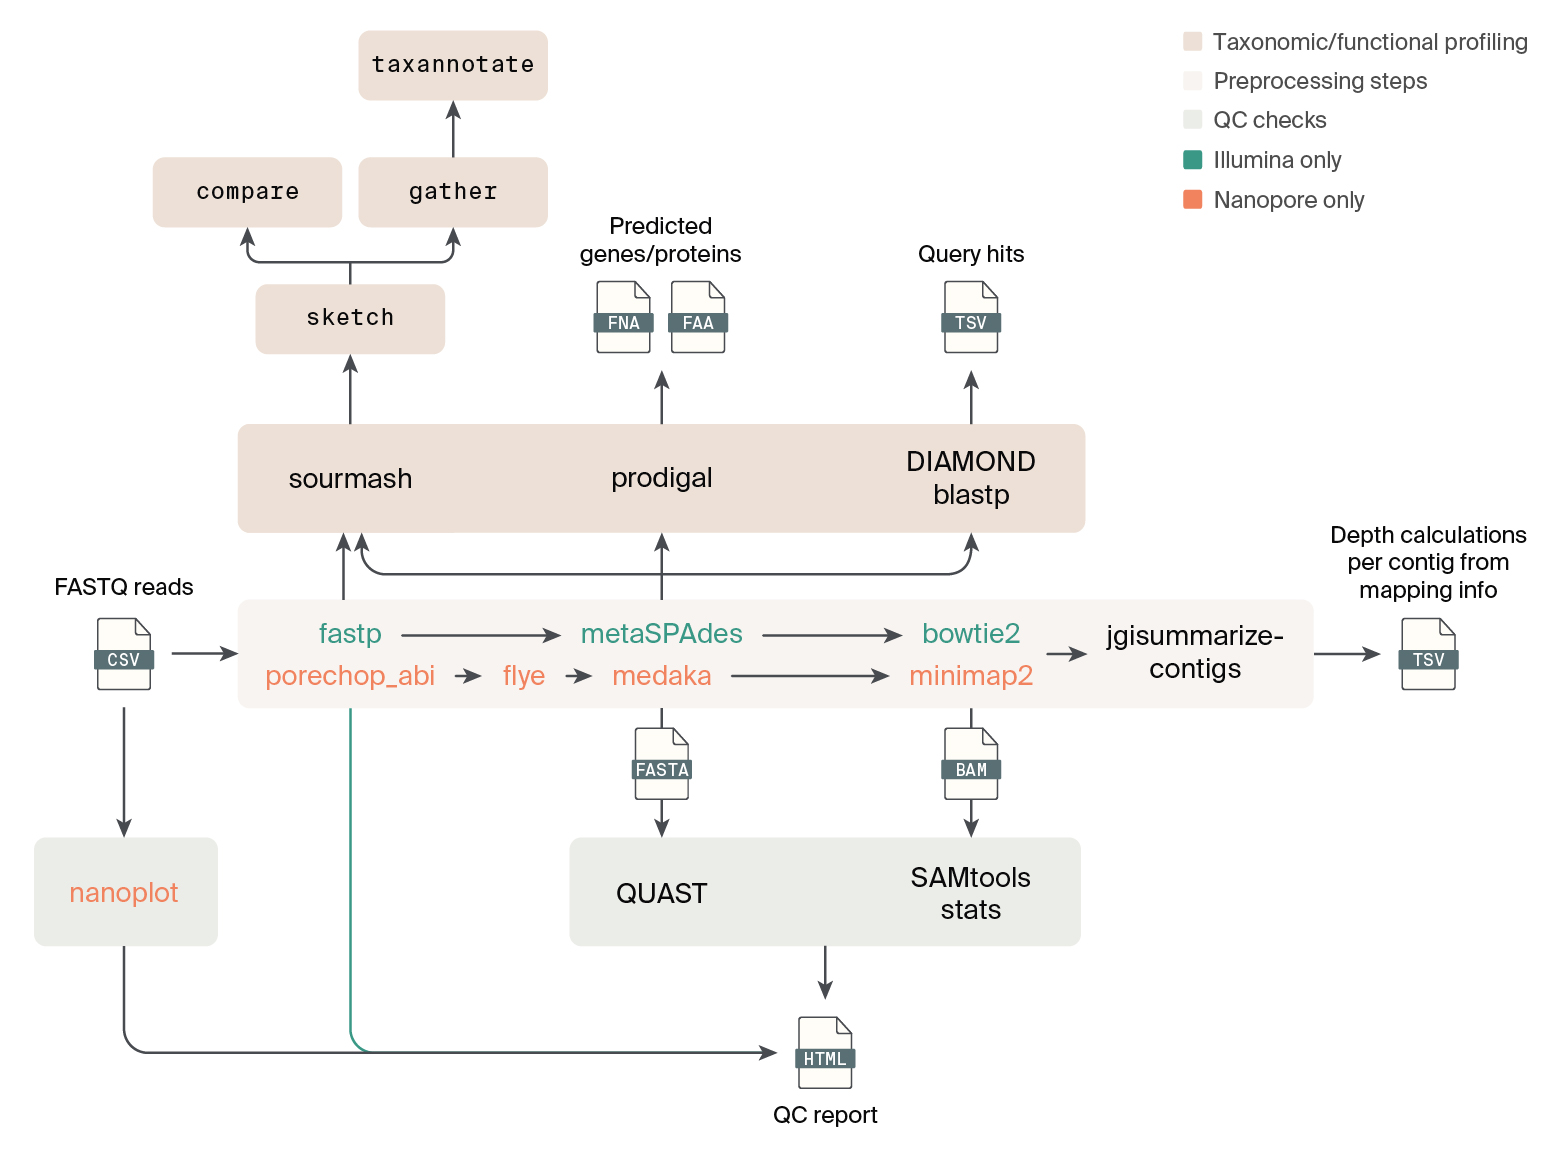 taxannotate
compare
gather
sketch
Taxonomic/functional profiling
Preprocessing steps
QC checks
Illumina only
Nanopore only
Predicted
genes/proteins
FNA
FAA
Query hits
TSV
sourmash
prodigal
DIAMOND
blastp
FASTQ reads
CSV
fastp
metaSPAdes
bowtie2
porechop_abi
flye
medaka
minimap2
jgisummarize-
contigs
Depth calculations
per contig from
mapping info
TSV
FASTA
BAM
nanoplot
QUAST
SAMtools
stats
HTML
QC report